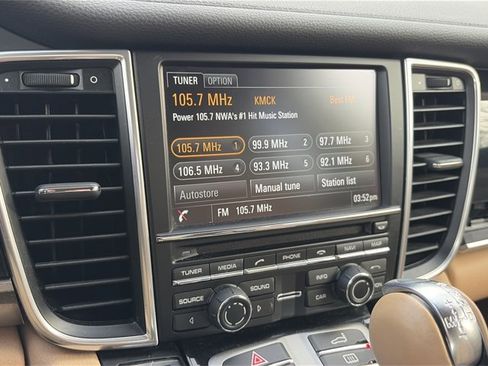 TUNER OPTION
105.7 MHz KMCK
Power 105.7 NWA's #1 Hit Music Station
105.7 MHz 1 99.9 MHz 2 97.7 MHz 3
106.5 MHz 4 93.3 MHz 5 92.1 MHz 6
Autostore Manual tune Station list
FM 105.7 MHz 03:52pm
TUNER MEDIA PHONE NAVI MAP
SOURCE SOUND INFO
CAR